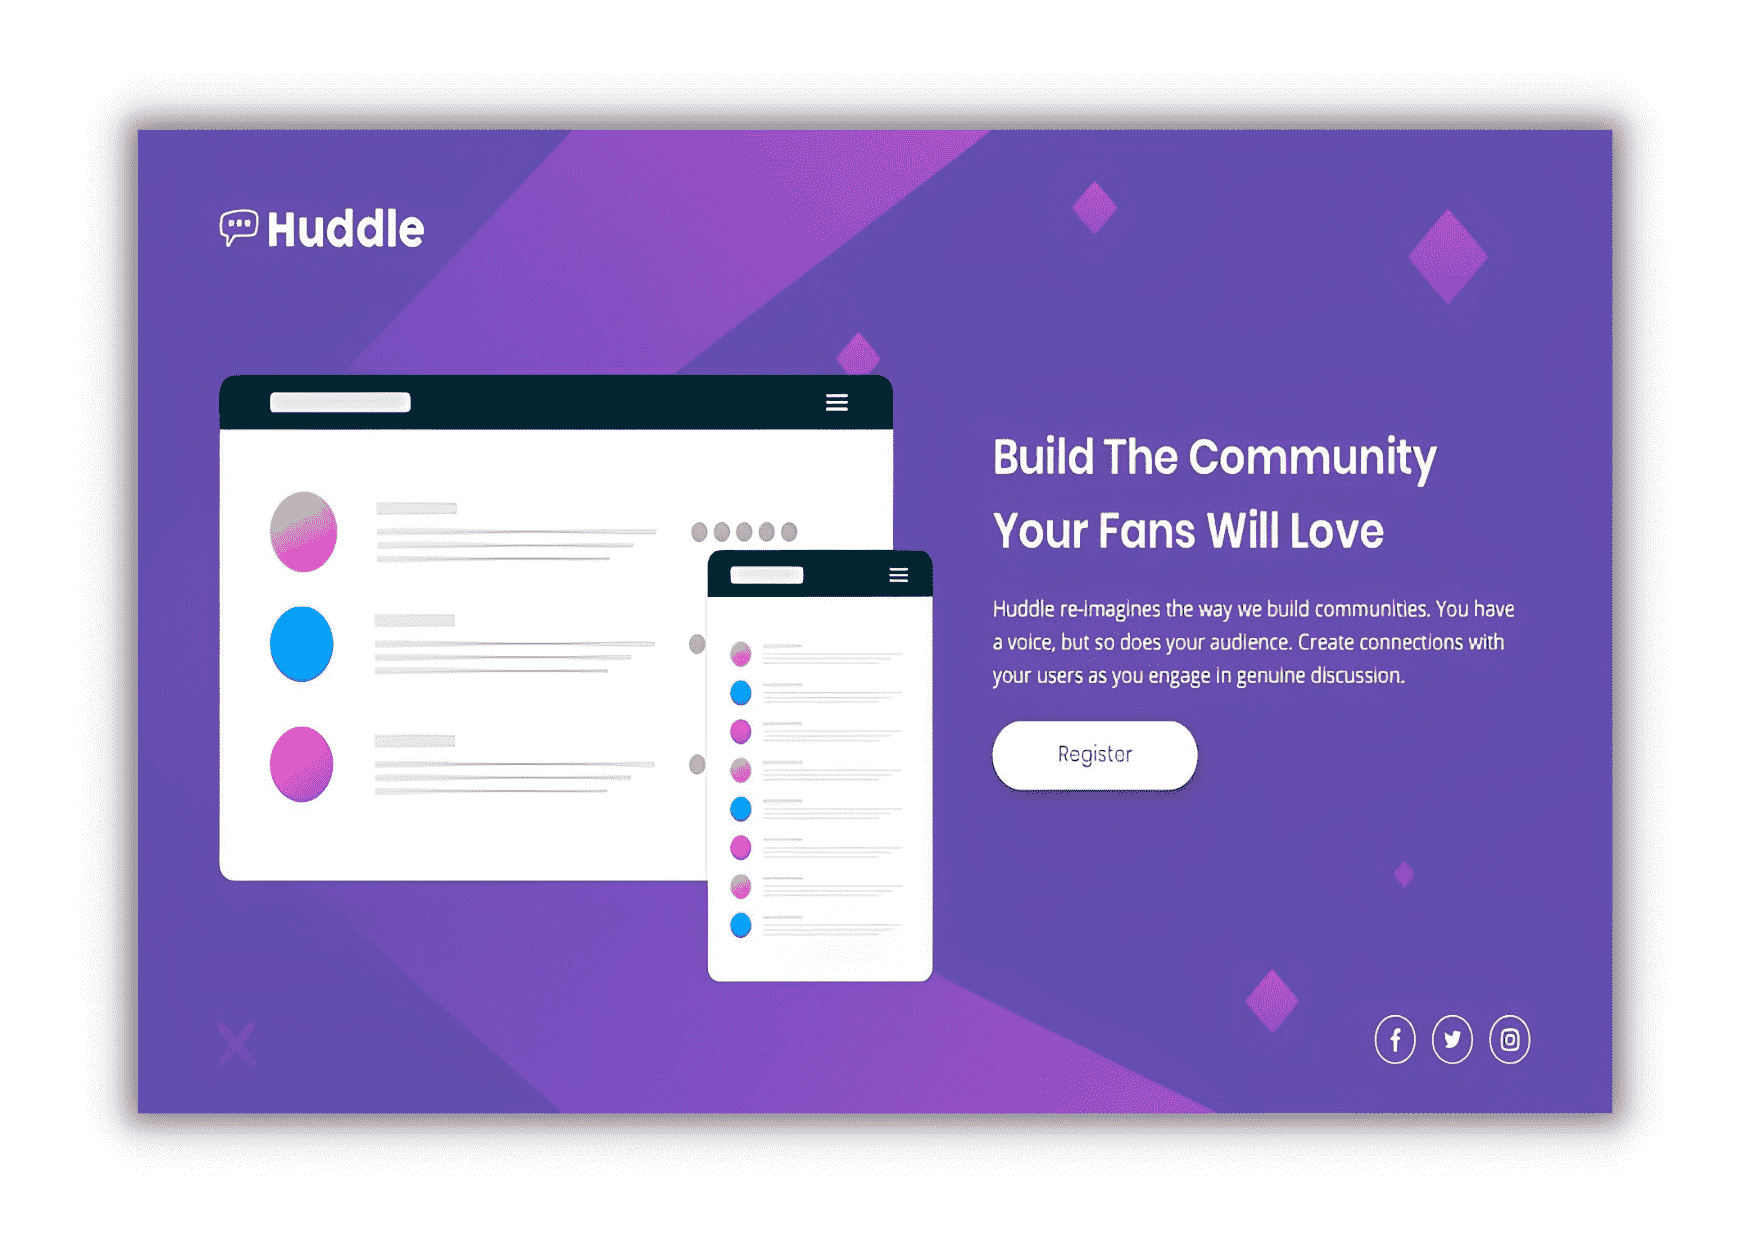 Huddle
Build The Community
Your Fans Will Love
Huddle re-imagines the way we build communities. You have
a voice, but so does your audience. Create connections with
your users as you engage in genuine discussion.
Register